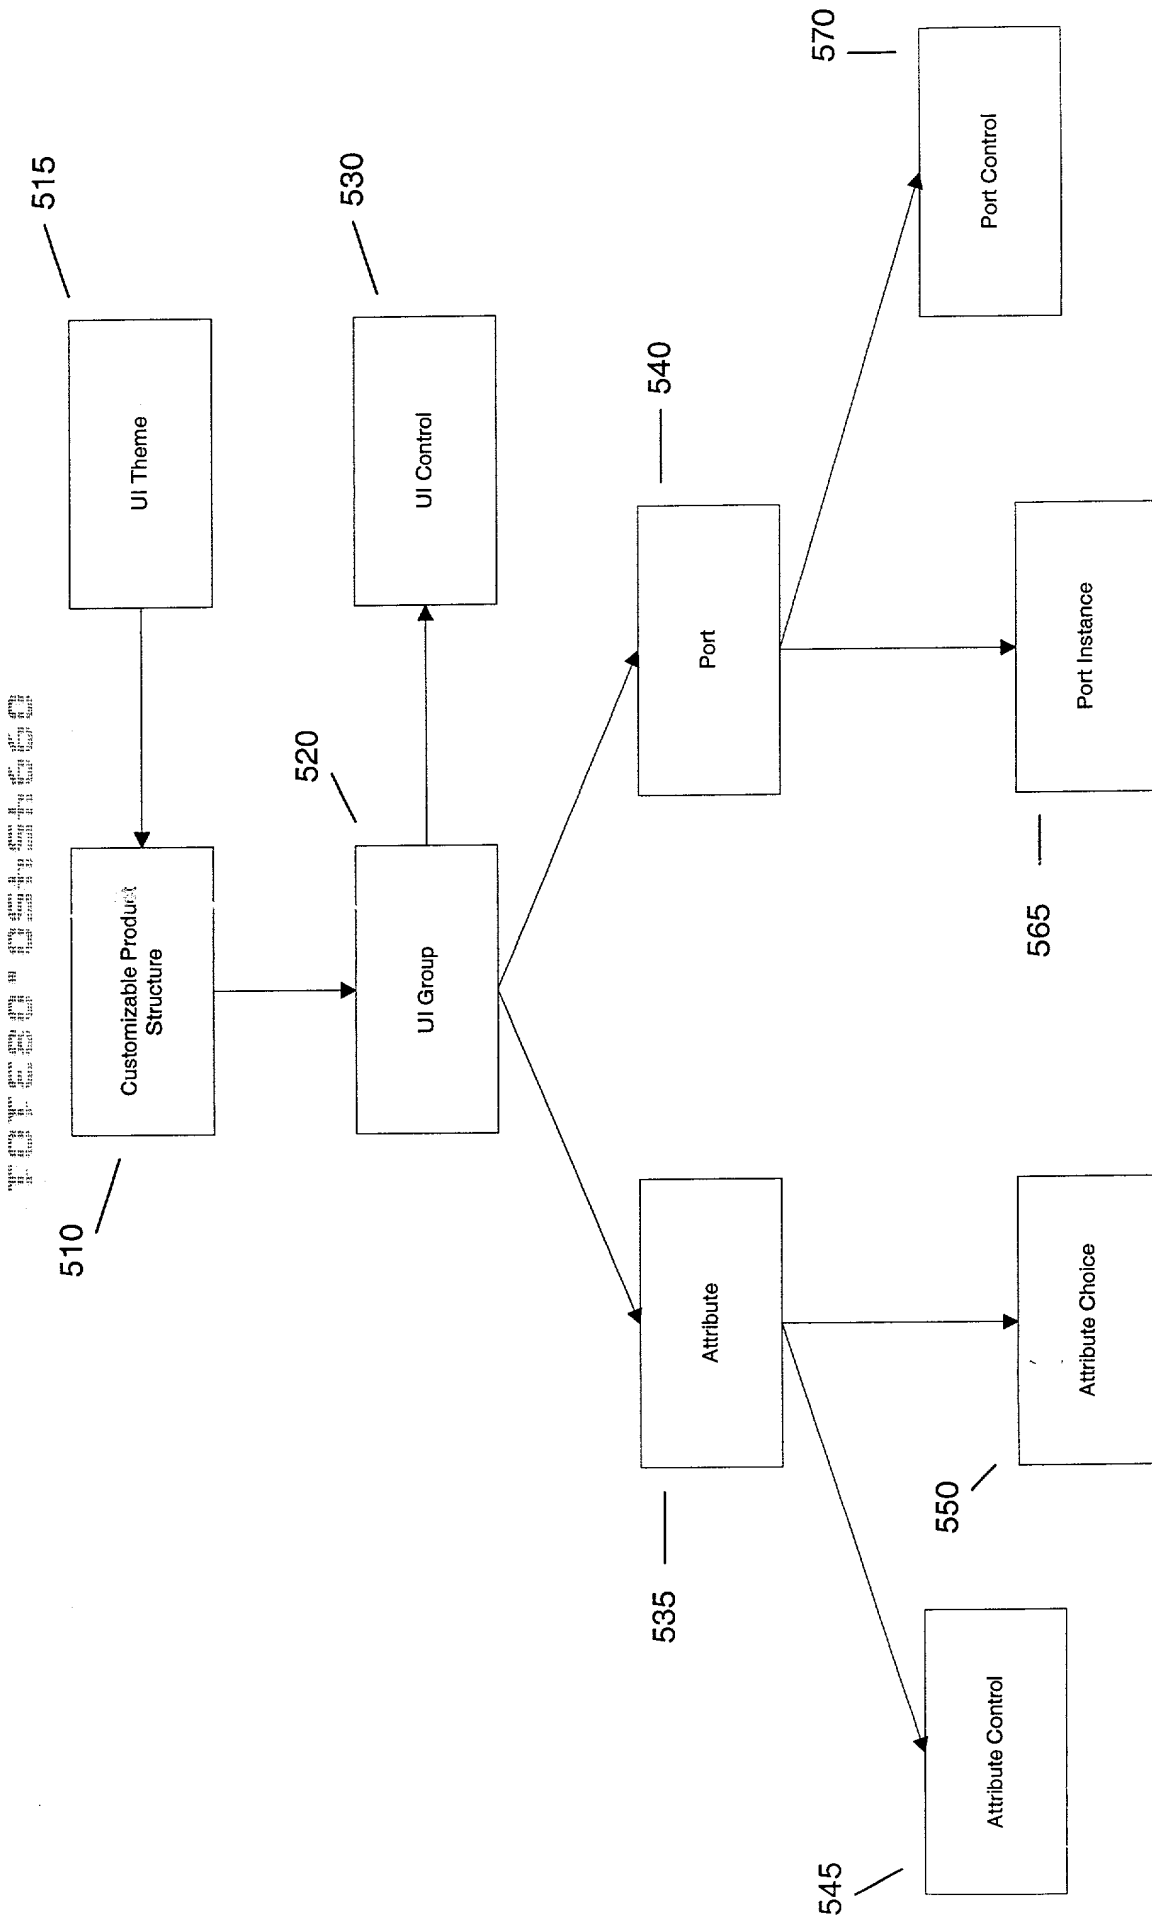 510
Customizable Product
Structure
UI Theme
515
520
UI Group
UI Control
530
535
Attribute
Port
540
545
Attribute Control
550
Attribute Choice
565
Port Instance
Port Control
570